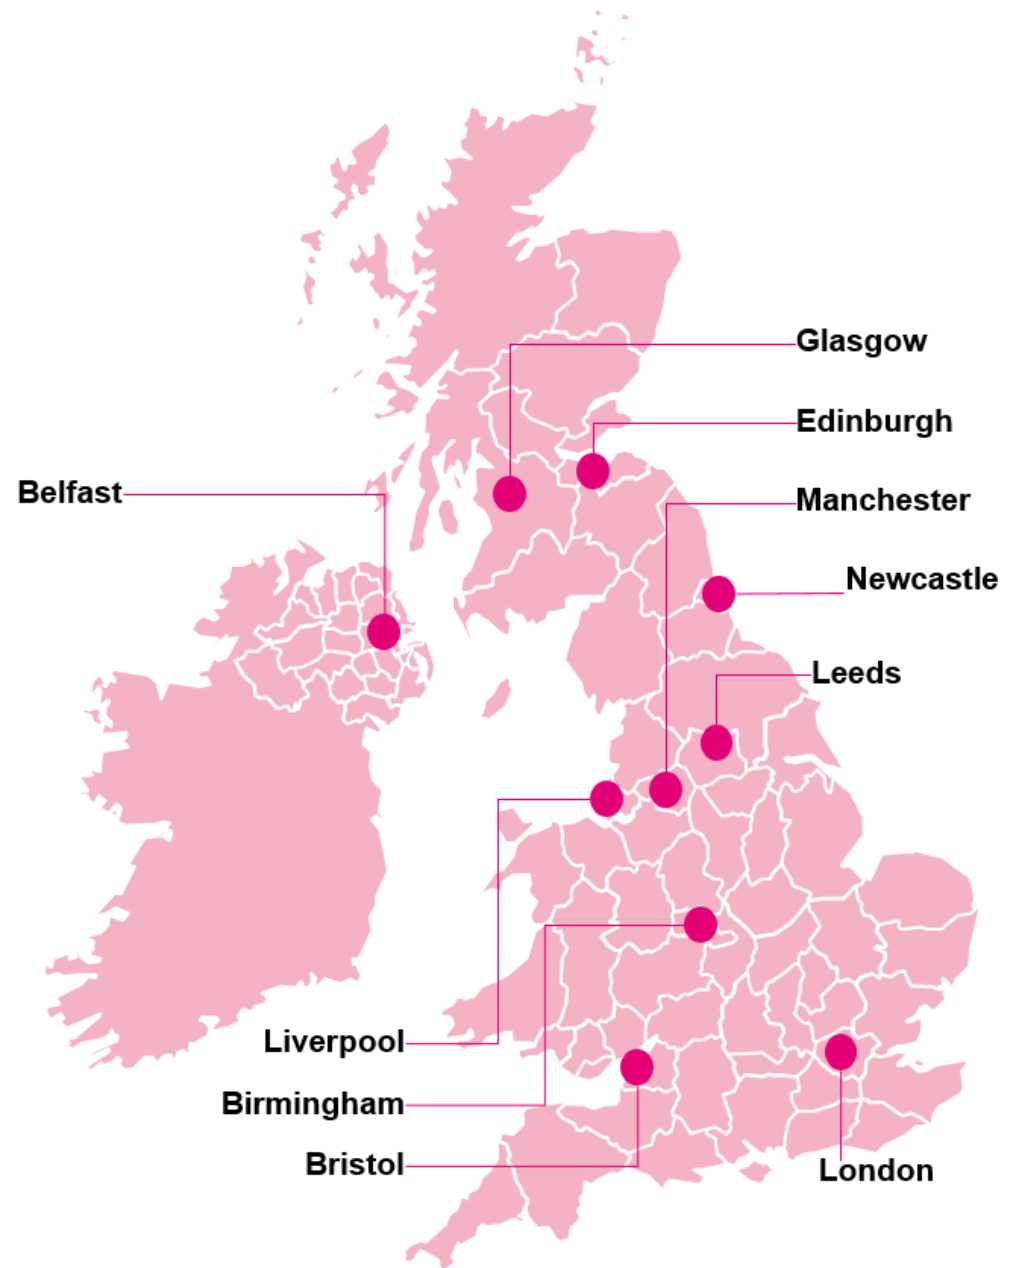 Glasgow
Edinburgh
Belfast
Manchester
Newcastle
Leeds
Liverpool
Birmingham
Bristol
London